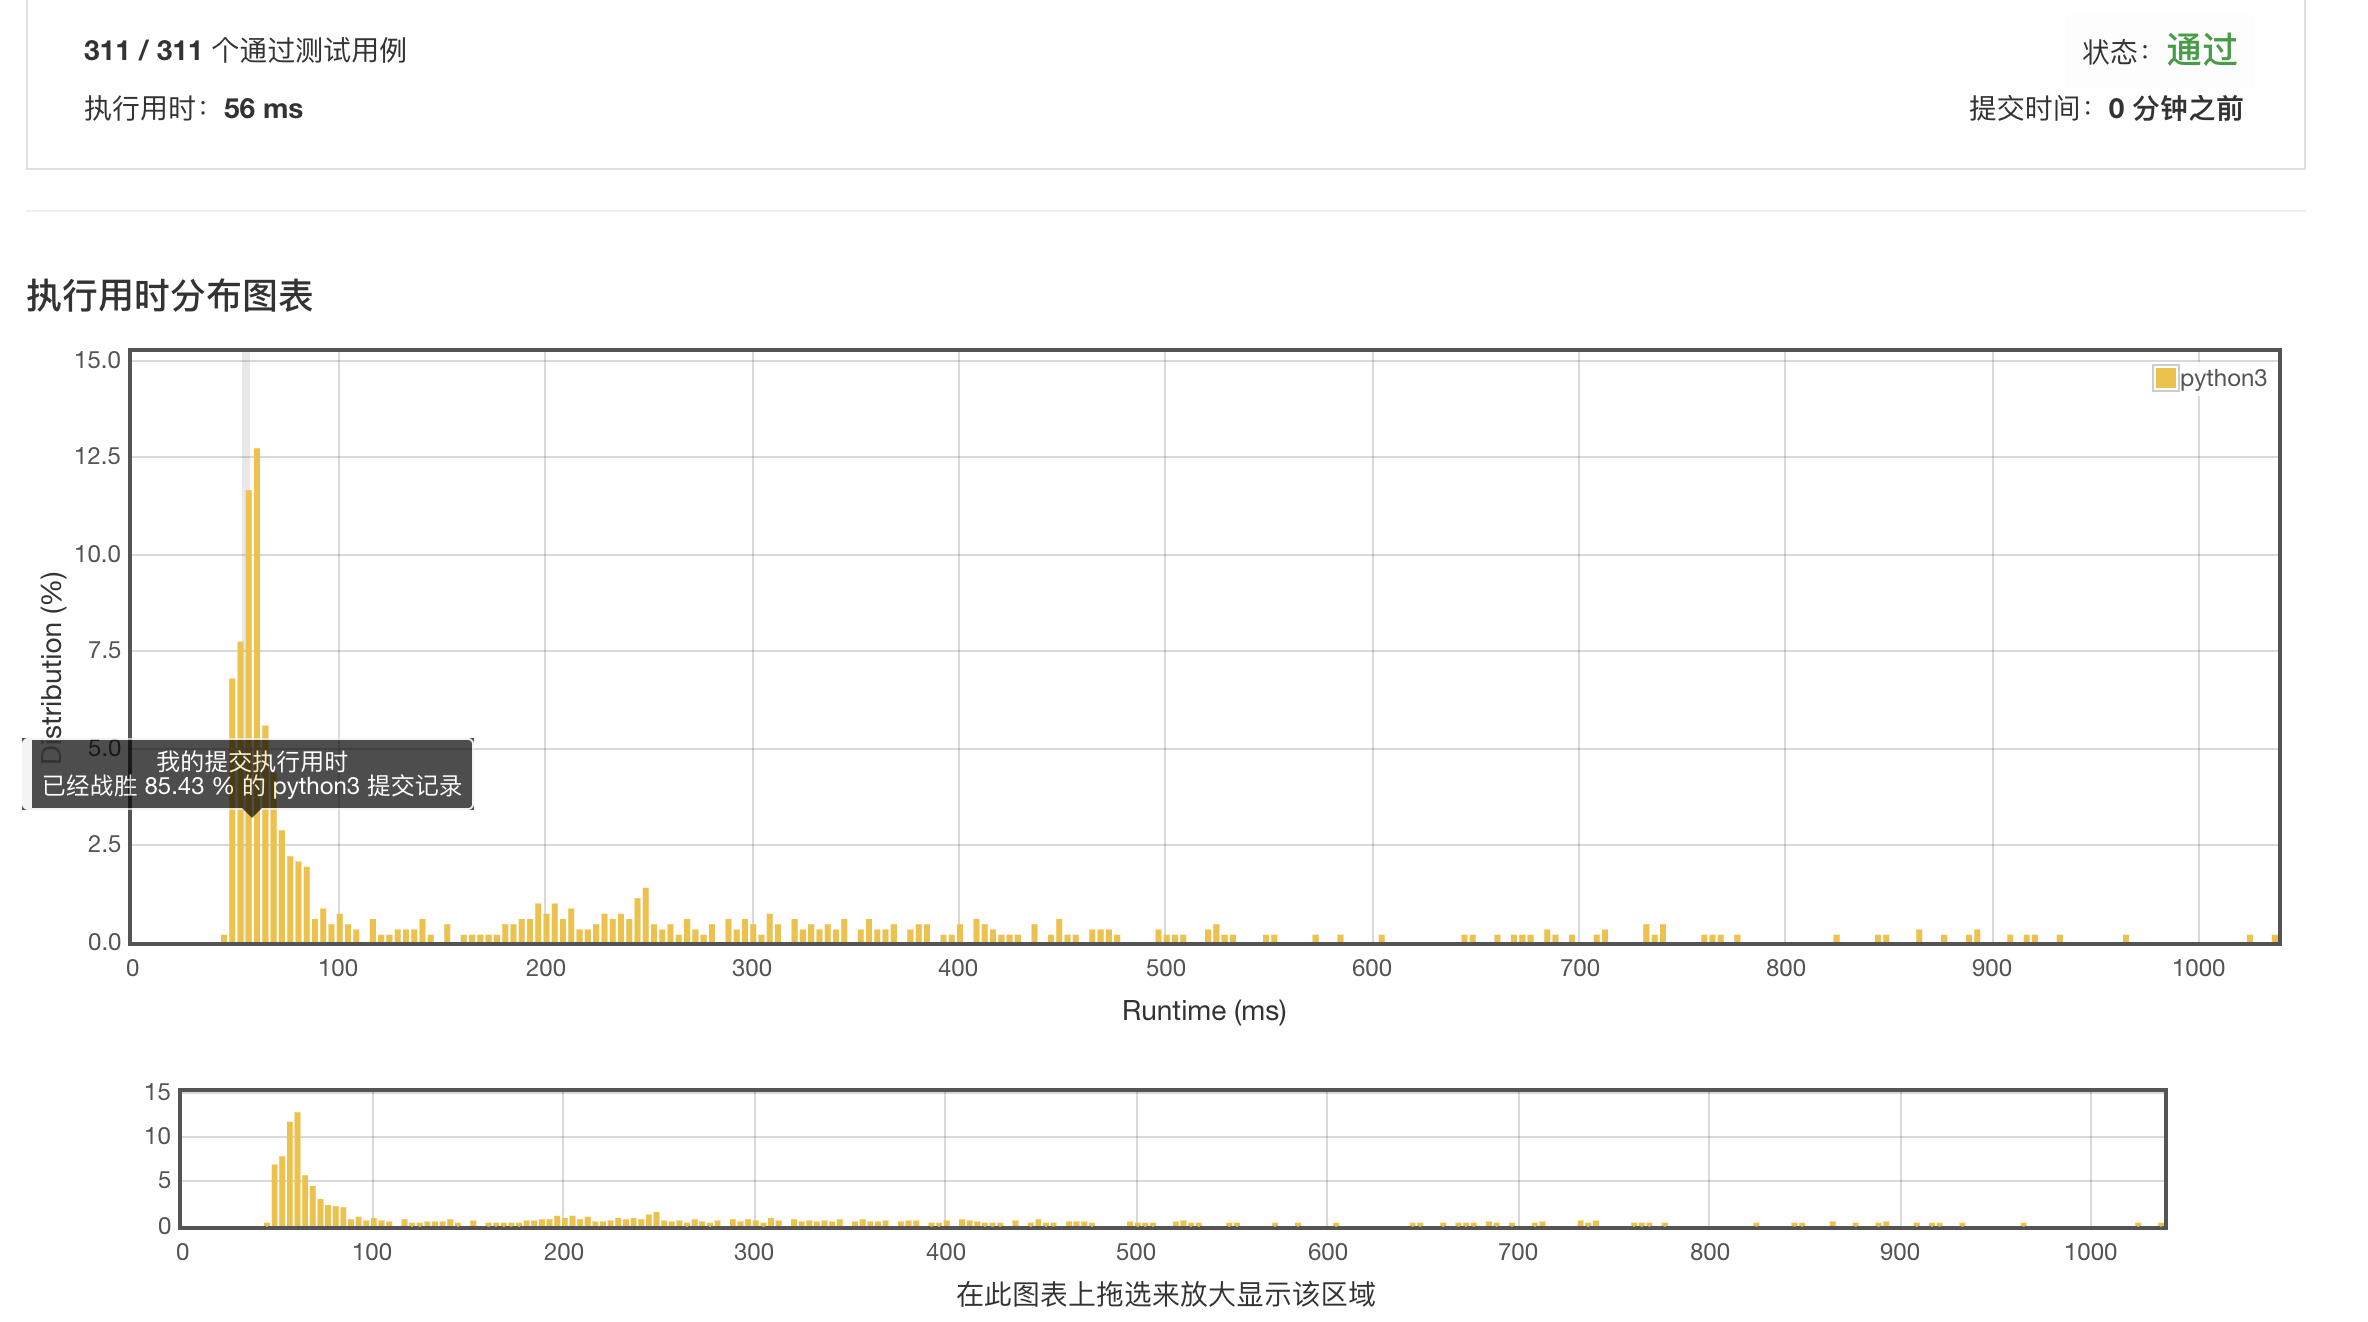 311 / 311 个通过测试用例
状态：通过
执行用时：56 ms
提交时间：0 分钟之前
执行用时分布图表
15.0
12.5
10.0
7.5
5.0
2.5
0.0
Distribution (%)
python3
我的提交执行用时
已经战胜 85.43 % 的 python3 提交记录
0 100 200 300 400 500 600 700 800 900 1000
Runtime (ms)
15
10
5
0
0 100 200 300 400 500 600 700 800 900 1000
在此图表上拖选来放大显示该区域